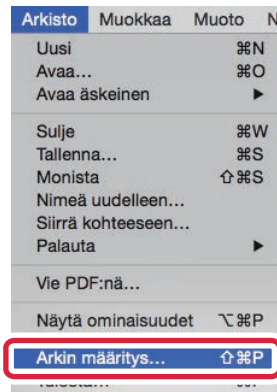 Arkisto Muokkaa Muoto N
Uusi ⌘N
Avaa... ⌘O
Avaa äskeinen ▶
Sulje ⌘W
Tallenna... ⌘S
Monista ⇧⌘S
Nimeä uudelleen...
Siirrä kohteeseen...
Palauta ▶
Vie PDF:nä...
Näytä ominaisuudet ⌥⌘P
Arkin määritys... ⇧⌘P